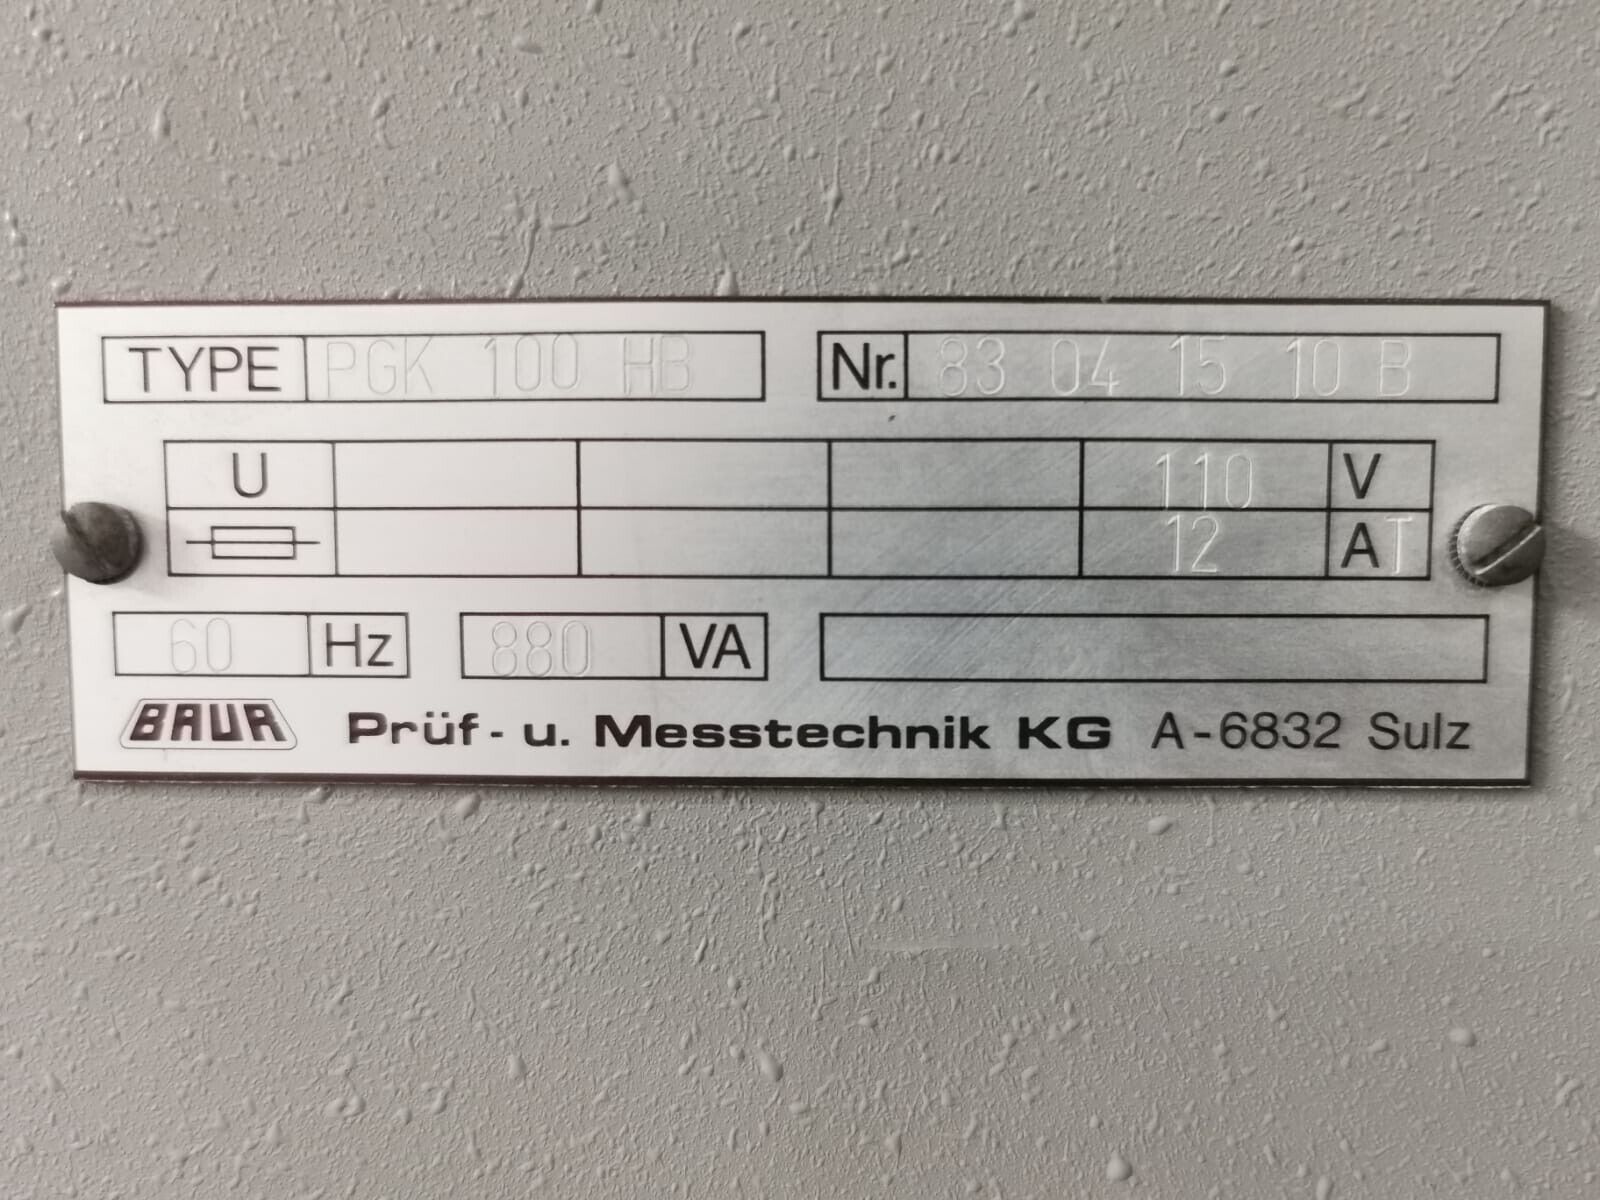 TYPE PGK 100 HB Nr. 83 04 15 10 B
U 110 V
12 AT
60 Hz 880 VA
BAUR Prüf- u. Messtechnik KG A-6832 Sulz